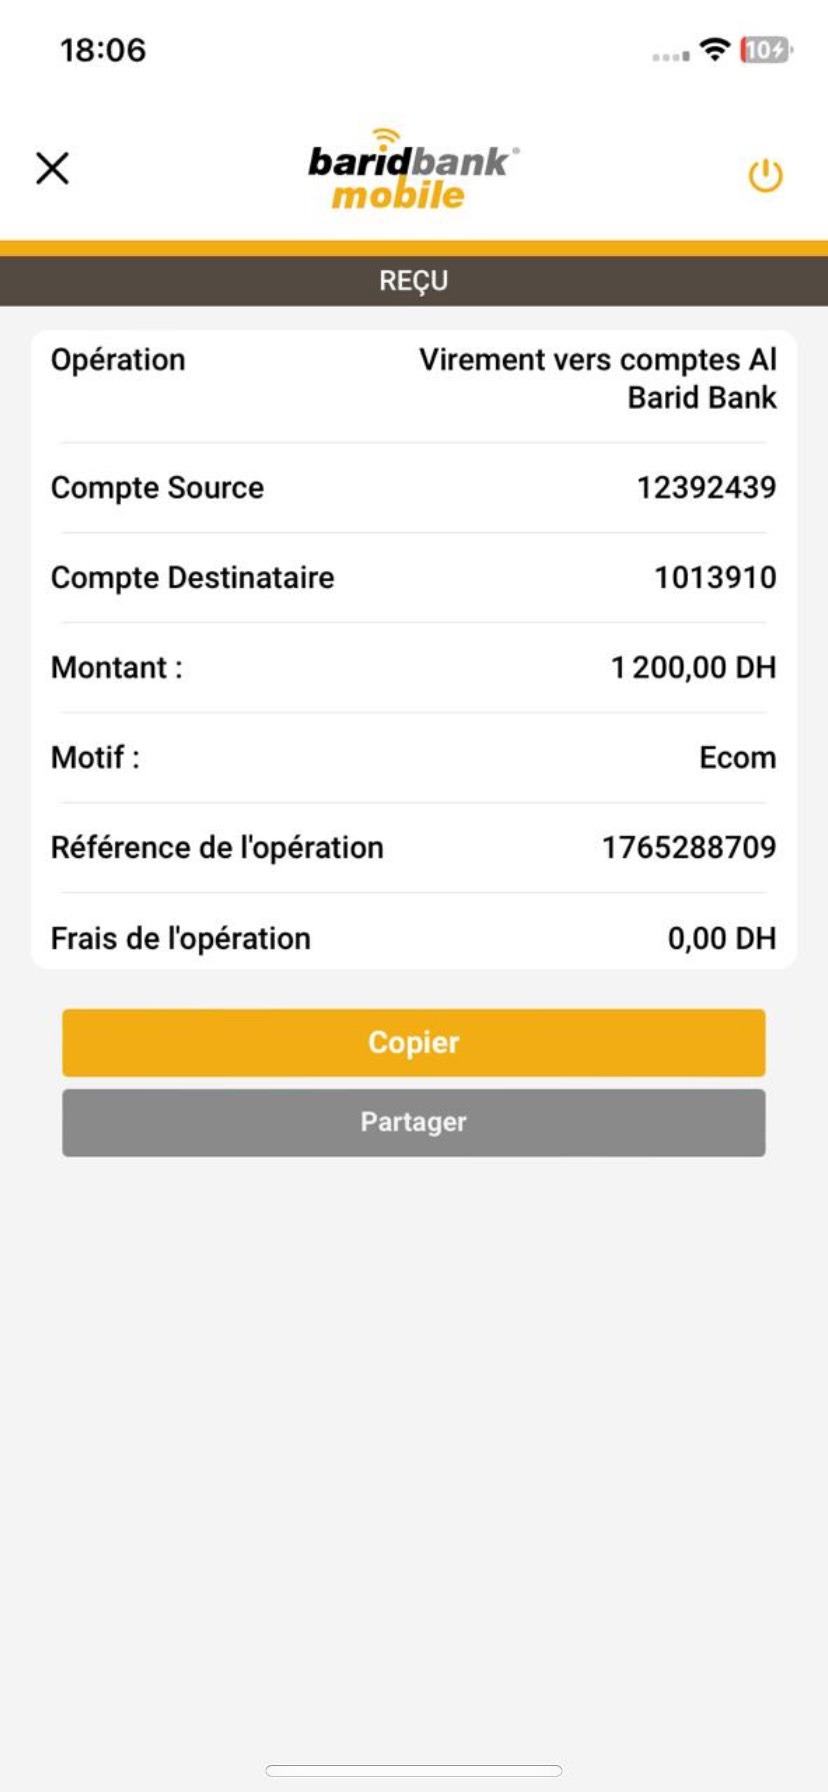 18:06
10
baridbank
mobile
REÇU
Opération Virement vers comptes Al
Barid Bank
Compte Source 12392439
Compte Destinataire 1013910
Montant : 1 200,00 DH
Motif : Ecom
Référence de l'opération 1765288709
Frais de l'opération 0,00 DH
Copier
Partager